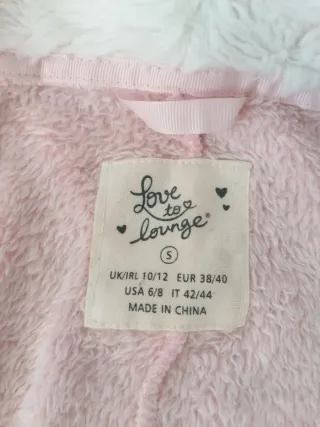 Love
to
lounge®
S
UK/IRL 10/12 EUR 38/40
USA 6/8 IT 42/44
MADE IN CHINA